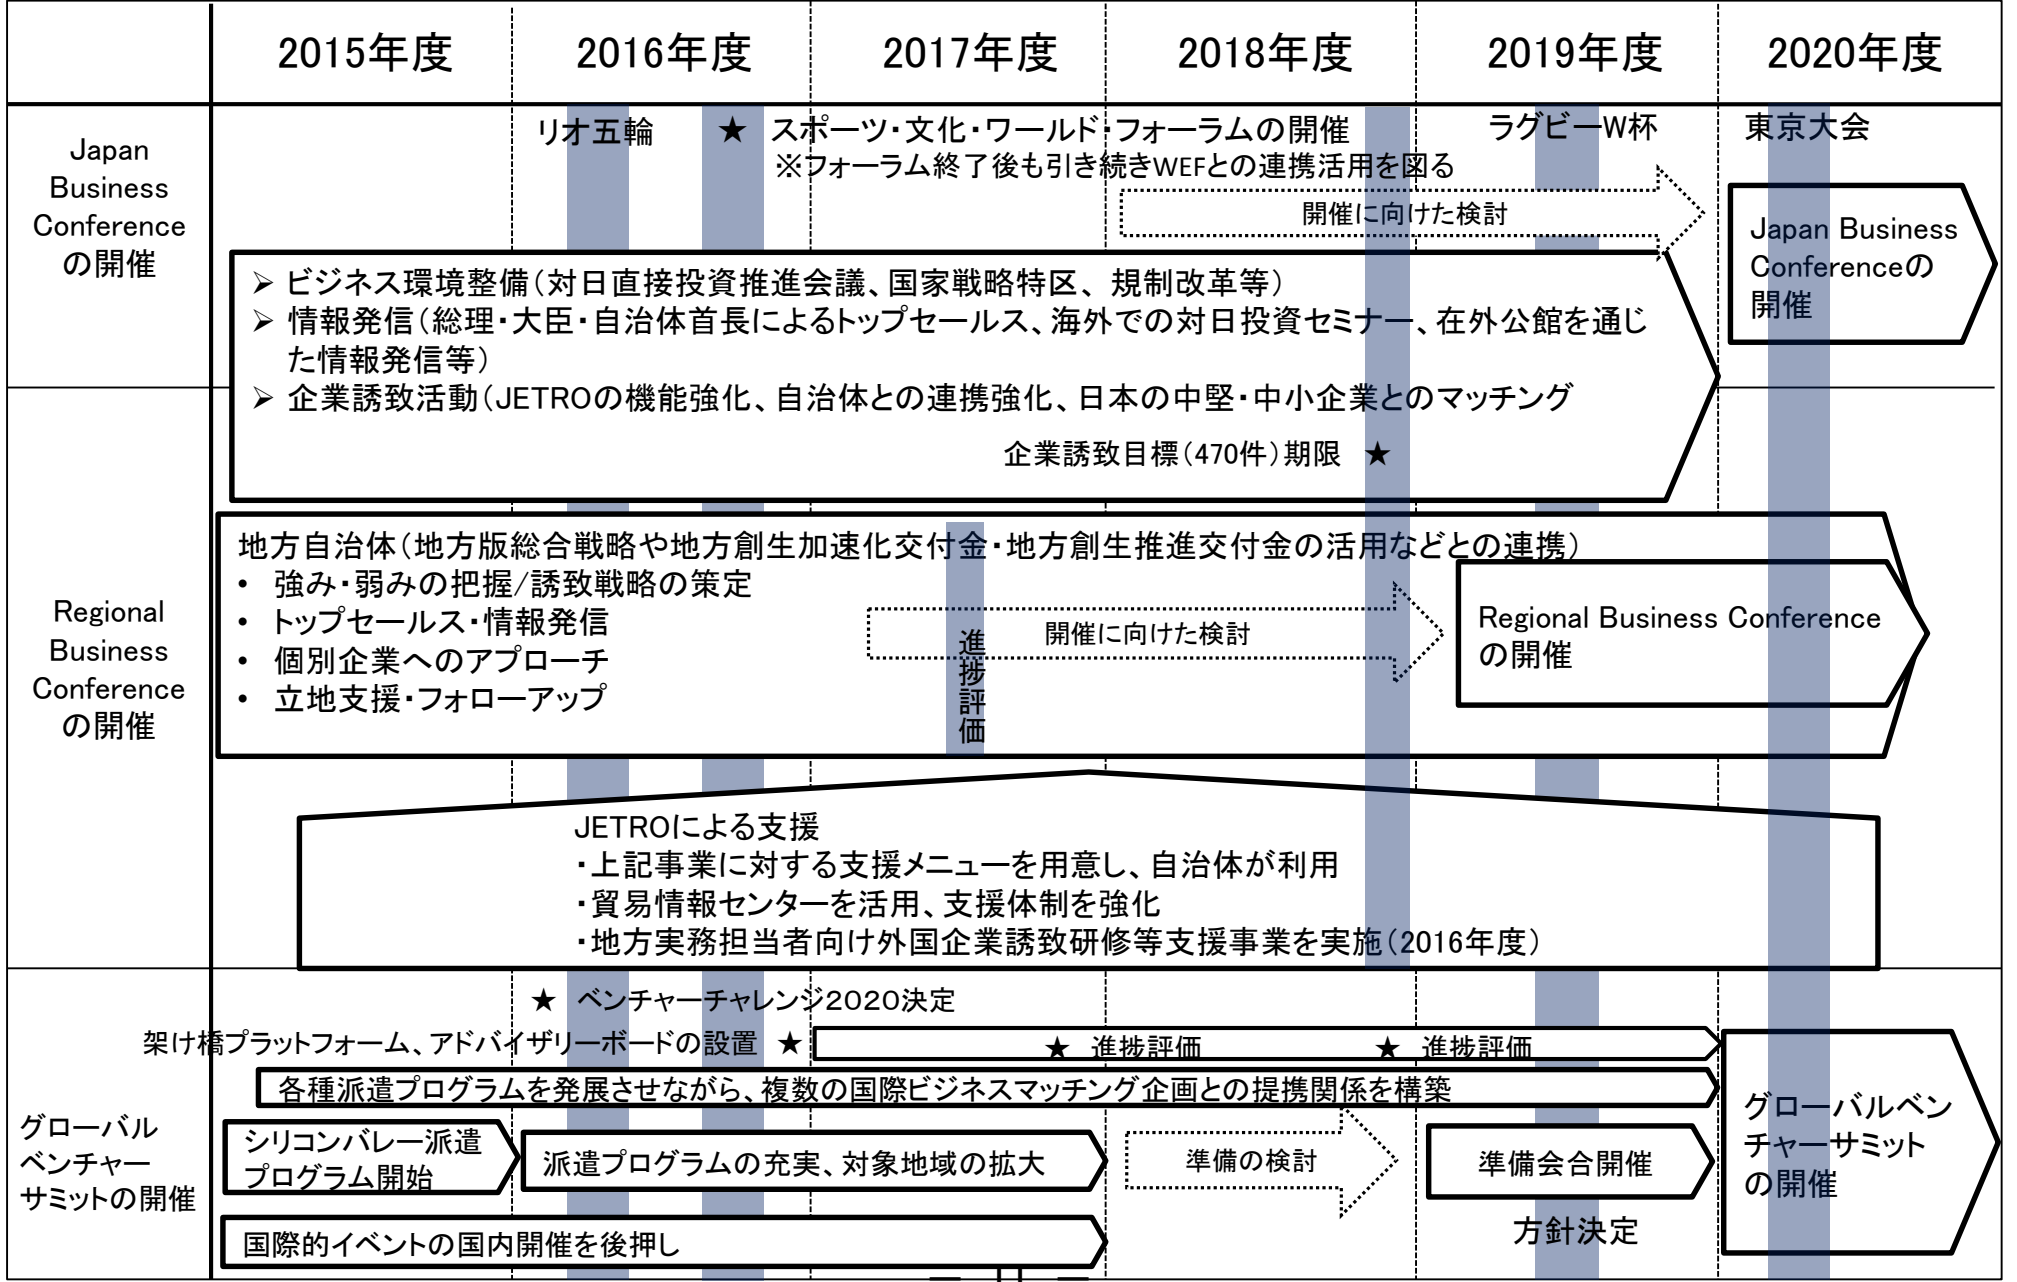 2015年度
2016年度
2017年度
2018年度
2019年度
2020年度
Japan
Business
Conference
の開催
リオ五輪
★ スポーツ・文化・ワールド・フォーラムの開催
※フォーラム終了後も引き続きWEFとの連携活用を図る
ラグビーW杯
東京大会
開催に向けた検討
Japan Business
Conferenceの
開催
➢ ビジネス環境整備（対日直接投資推進会議、国家戦略特区、規制改革等）
➢ 情報発信（総理・大臣・自治体首長によるトップセールス、海外での対日投資セミナー、在外公館を通じ
た情報発信等）
➢ 企業誘致活動（JETROの機能強化、自治体との連携強化、日本の中堅・中小企業とのマッチング
企業誘致目標（470件）期限 ★
Regional
Business
Conference
の開催
地方自治体（地方版総合戦略や地方創生加速化交付金・地方創生推進交付金の活用などとの連携）
• 強み・弱みの把握/誘致戦略の策定
• トップセールス・情報発信
• 個別企業へのアプローチ
• 立地支援・フォローアップ
進捗評価
開催に向けた検討
Regional Business Conference
の開催
JETROによる支援
・上記事業に対する支援メニューを用意し、自治体が利用
・貿易情報センターを活用、支援体制を強化
・地方実務担当者向け外国企業誘致研修等支援事業を実施（2016年度）
グローバル
ベンチャー
サミットの開催
★ ベンチャーチャレンジ2020決定
架け橋プラットフォーム、アドバイザリーボードの設置 ★
★ 進捗評価
★ 進捗評価
各種派遣プログラムを発展させながら、複数の国際ビジネスマッチング企画との提携関係を構築
シリコンバレー派遣
プログラム開始
派遣プログラムの充実、対象地域の拡大
準備の検討
準備会合開催
方針決定
グローバルベン
チャーサミット
の開催
国際的イベントの国内開催を後押し